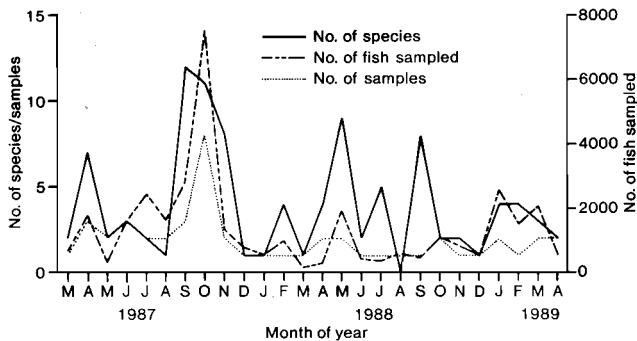 15
10
5
0
No. of species/samples
No. of species
No. of fish sampled
No. of samples
8000
6000
4000
2000
0
No. of fish sampled
M A M J J A S O N D J F M A M J J A S O N D J F M A
1987 1988 1989
Month of year